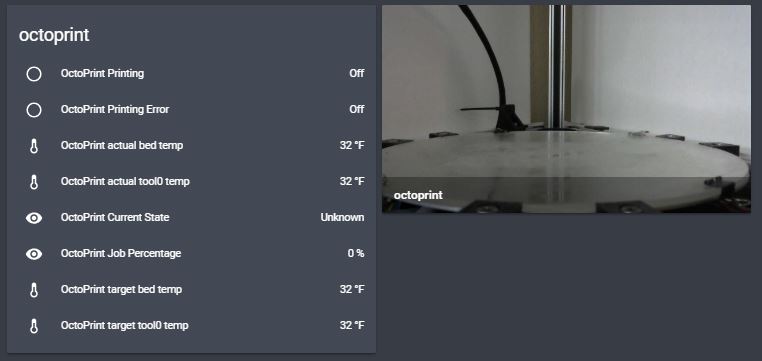 octoprint
OctoPrint Printing Off
OctoPrint Printing Error Off
OctoPrint actual bed temp 32 °F
OctoPrint actual tool0 temp 32 °F
OctoPrint Current State Unknown
OctoPrint Job Percentage 0 %
OctoPrint target bed temp 32 °F
OctoPrint target tool0 temp 32 °F
octoprint